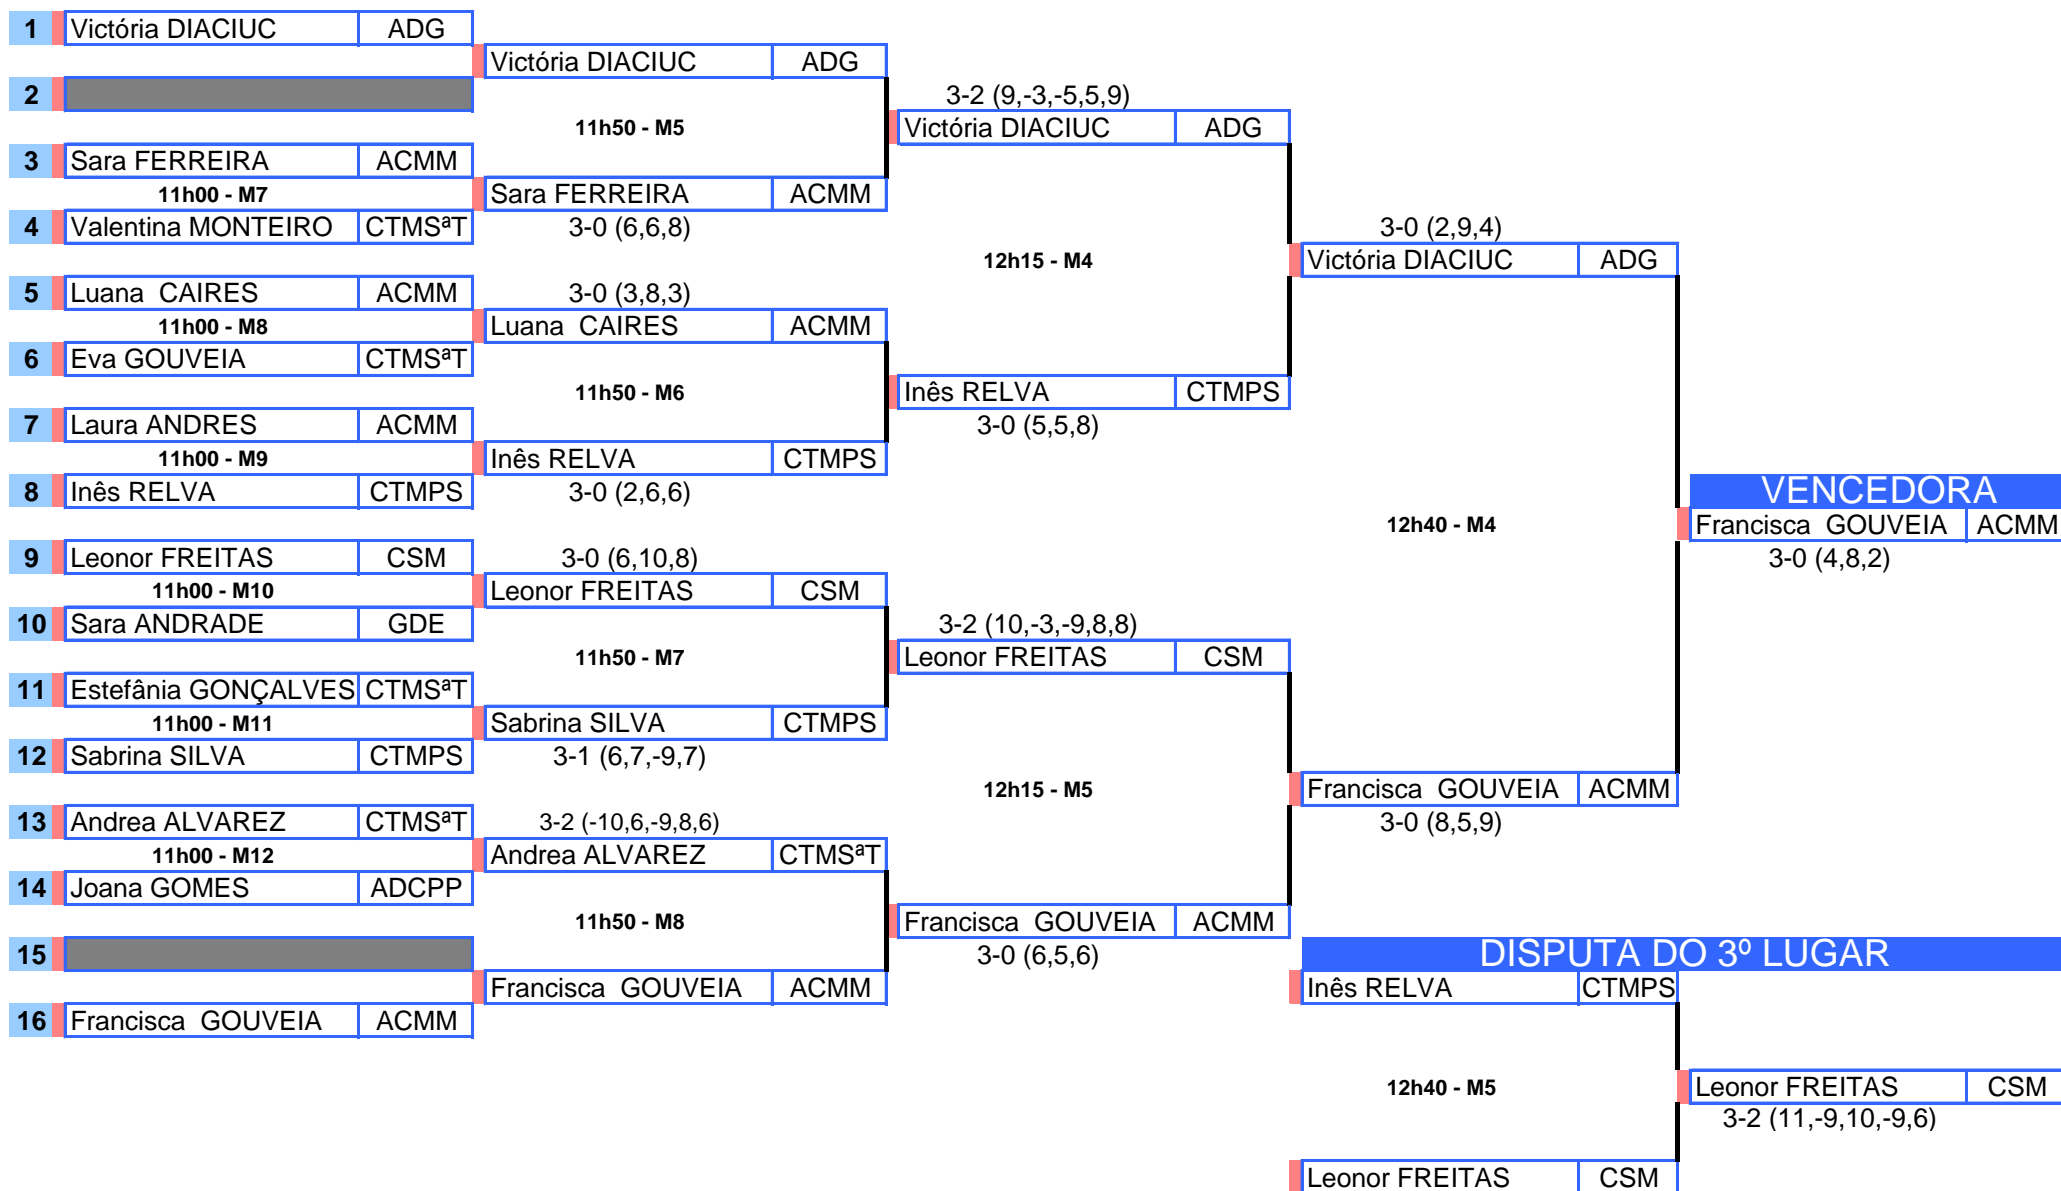 1 Victória DIACIUC ADG
Victória DIACIUC ADG
2 3-2 (9,-3,-5,5,9)
11h50 - M5 Victória DIACIUC ADG
3 Sara FERREIRA ACMM
11h00 - M7 Sara FERREIRA ACMM
4 Valentina MONTEIRO CTMSªT 3-0 (6,6,8) 3-0 (2,9,4)
12h15 - M4 Victória DIACIUC ADG
5 Luana CAIRES ACMM 3-0 (3,8,3)
11h00 - M8 Luana CAIRES ACMM
6 Eva GOUVEIA CTMSªT
11h50 - M6 Inês RELVA CTMPS
7 Laura ANDRES ACMM 3-0 (5,5,8)
11h00 - M9 Inês RELVA CTMPS
8 Inês RELVA CTMPS 3-0 (2,6,6) VENCEDORA
12h40 - M4 Francisca GOUVEIA ACMM
9 Leonor FREITAS CSM 3-0 (6,10,8) 3-0 (4,8,2)
11h00 - M10 Leonor FREITAS CSM
10 Sara ANDRADE GDE 3-2 (10,-3,-9,8,8)
11h50 - M7 Leonor FREITAS CSM
11 Estefânia GONÇALVES CTMSªT
11h00 - M11 Sabrina SILVA CTMPS
12 Sabrina SILVA CTMPS 3-1 (6,7,-9,7)
12h15 - M5 Francisca GOUVEIA ACMM
13 Andrea ALVAREZ CTMSªT 3-2 (-10,6,-9,8,6) 3-0 (8,5,9)
11h00 - M12 Andrea ALVAREZ CTMSªT
14 Joana GOMES ADCPP
11h50 - M8 Francisca GOUVEIA ACMM
15 3-0 (6,5,6) DISPUTA DO 3º LUGAR
Francisca GOUVEIA ACMM Inês RELVA CTMPS
16 Francisca GOUVEIA ACMM
12h40 - M5 Leonor FREITAS CSM
3-2 (11,-9,10,-9,6)
Leonor FREITAS CSM